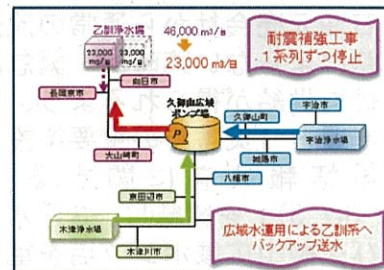 乙訓浄水場
46,000 m3/日
23,000 m3/日
23,000 m3/日
23,000 m3/日
耐震補強工事
1系列ずつ停止
向日市
長岡京市
大山崎町
久御山広域
ポンプ場
P
久御山町
宇治市
城陽市
宇治浄水場
八幡市
京田辺市
木津浄水場
木津川市
広域水運用による乙訓系へ
バックアップ送水